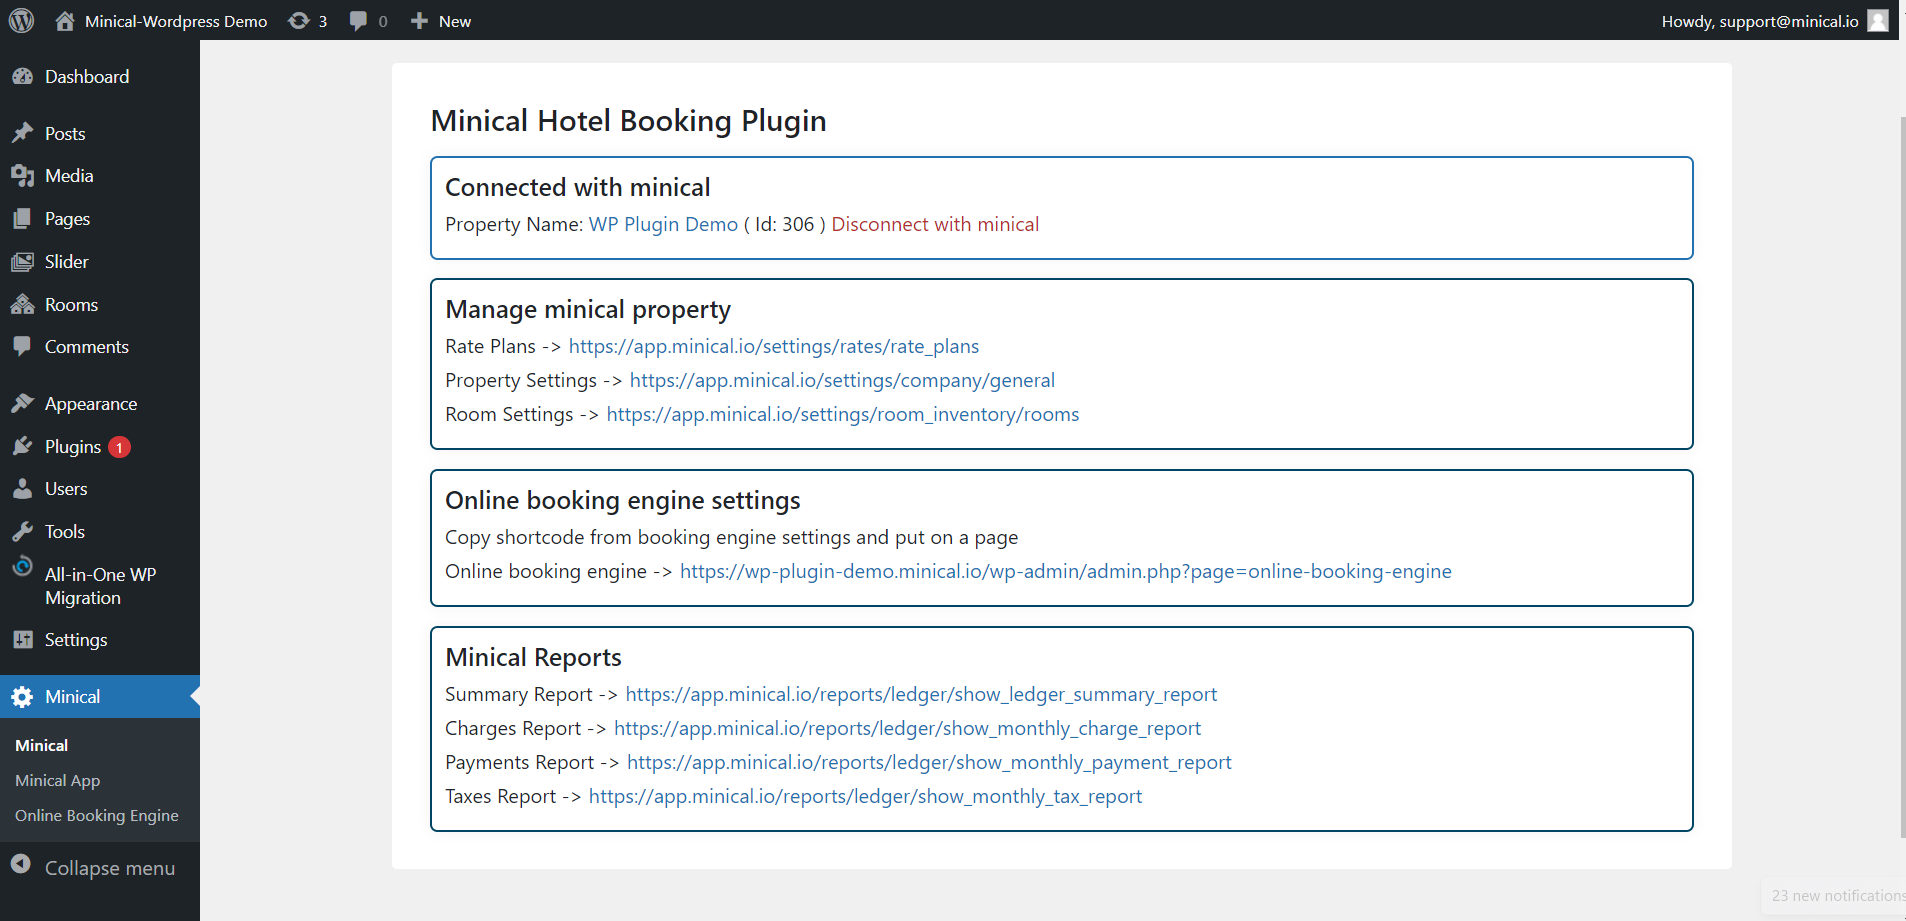 Minical-Wordpress Demo
3
0
New
Howdy, support@minical.io
Dashboard
Posts
Media
Pages
Slider
Rooms
Comments
Appearance
Plugins 1
Users
Tools
All-in-One WP
Migration
Settings
Minical
Minical
Minical App
Online Booking Engine
Collapse menu
Minical Hotel Booking Plugin
Connected with minical
Property Name: WP Plugin Demo ( Id: 306 ) Disconnect with minical
Manage minical property
Rate Plans -> https://app.minical.io/settings/rates/rate_plans
Property Settings -> https://app.minical.io/settings/company/general
Room Settings -> https://app.minical.io/settings/room_inventory/rooms
Online booking engine settings
Copy shortcode from booking engine settings and put on a page
Online booking engine -> https://wp-plugin-demo.minical.io/wp-admin/admin.php?page=online-booking-engine
Minical Reports
Summary Report -> https://app.minical.io/reports/ledger/show_ledger_summary_report
Charges Report -> https://app.minical.io/reports/ledger/show_monthly_charge_report
Payments Report -> https://app.minical.io/reports/ledger/show_monthly_payment_report
Taxes Report -> https://app.minical.io/reports/ledger/show_monthly_tax_report
23 new notifications